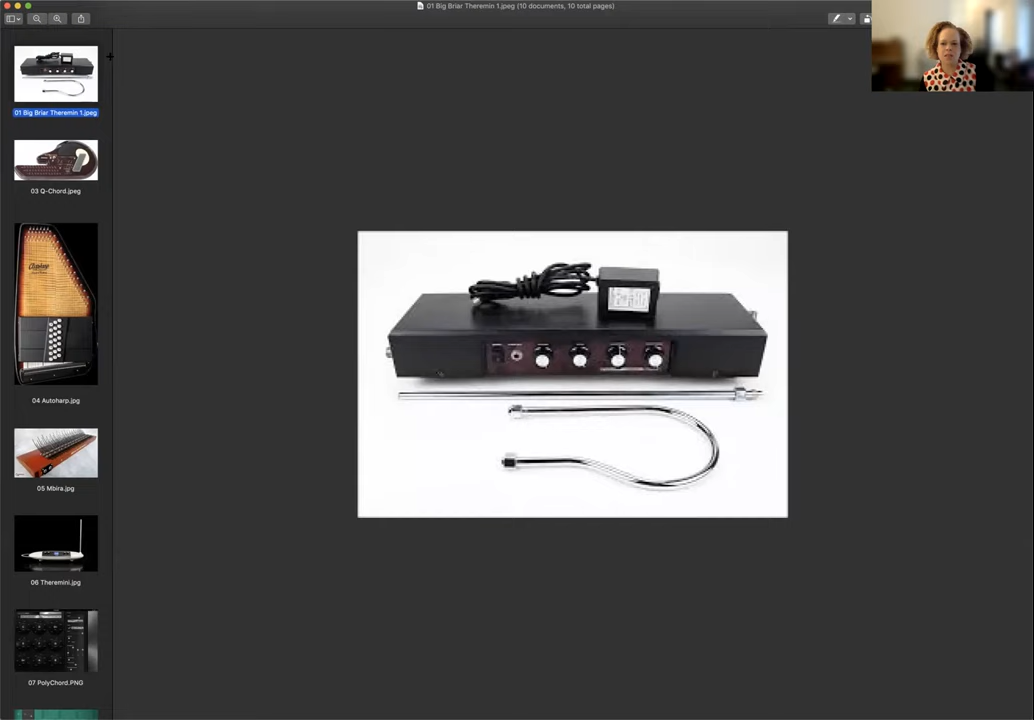 01 Big Briar Theremin 1.jpeg (10 documents, 10 total pages)
01 Big Briar Theremin 1.jpeg
03 Q-Chord.jpeg
04 Autoharp.jpg
05 Mbira.jpg
06 Theremini.jpg
07 PolyChord.PNG